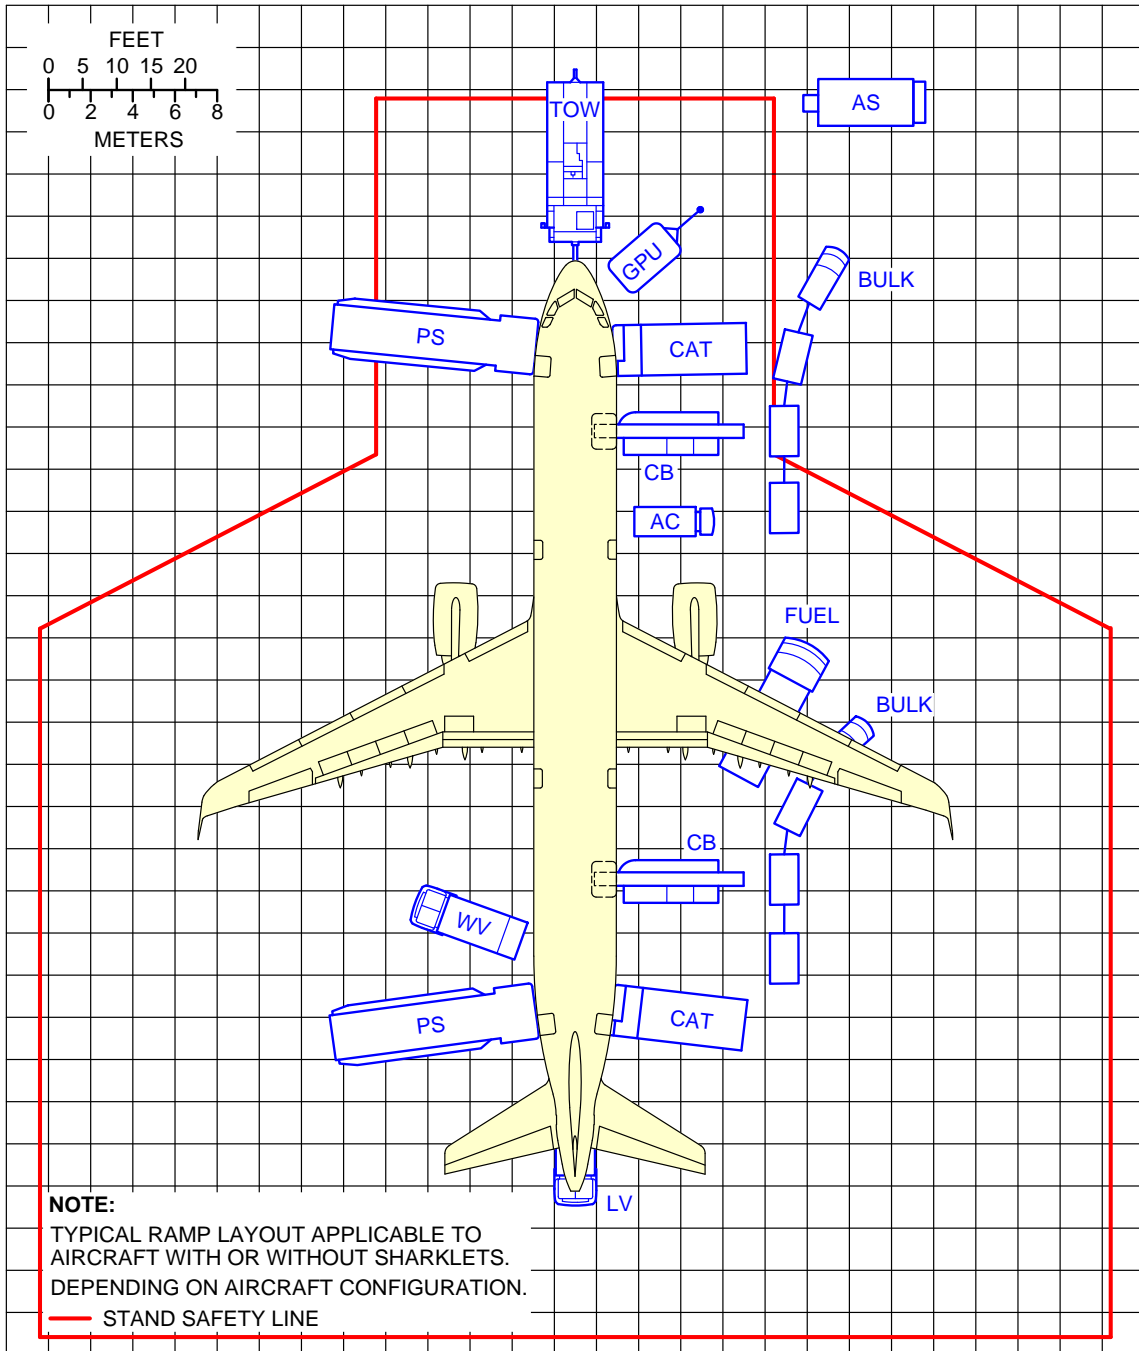 FEET
0 5 10 15 20
0 2 4 6 8
METERS
TOW
AS
GPU
BULK
PS
CAT
CB
AC
FUEL
BULK
CB
WV
PS
CAT
LV
NOTE:
TYPICAL RAMP LAYOUT APPLICABLE TO
AIRCRAFT WITH OR WITHOUT SHARKLETS.
DEPENDING ON AIRCRAFT CONFIGURATION.
STAND SAFETY LINE